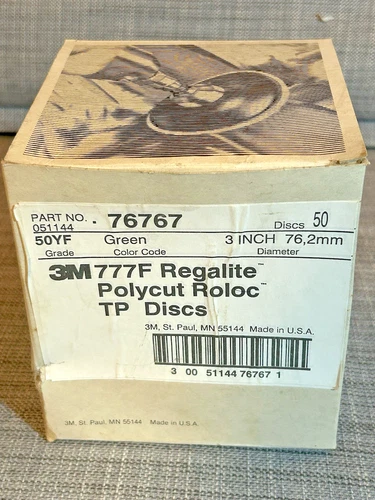 PART NO. . 76767 Discs 50
051144
50YF Green 3 INCH 76,2mm
Grade Color Code Diameter
3M 777F Regalite™
Polycut Roloc™
TP Discs
3M, St. Paul, MN 55144 Made in U.S.A.
3 00 51144 76767 1
3M, St. Paul, MN 55144 Made in U.S.A.